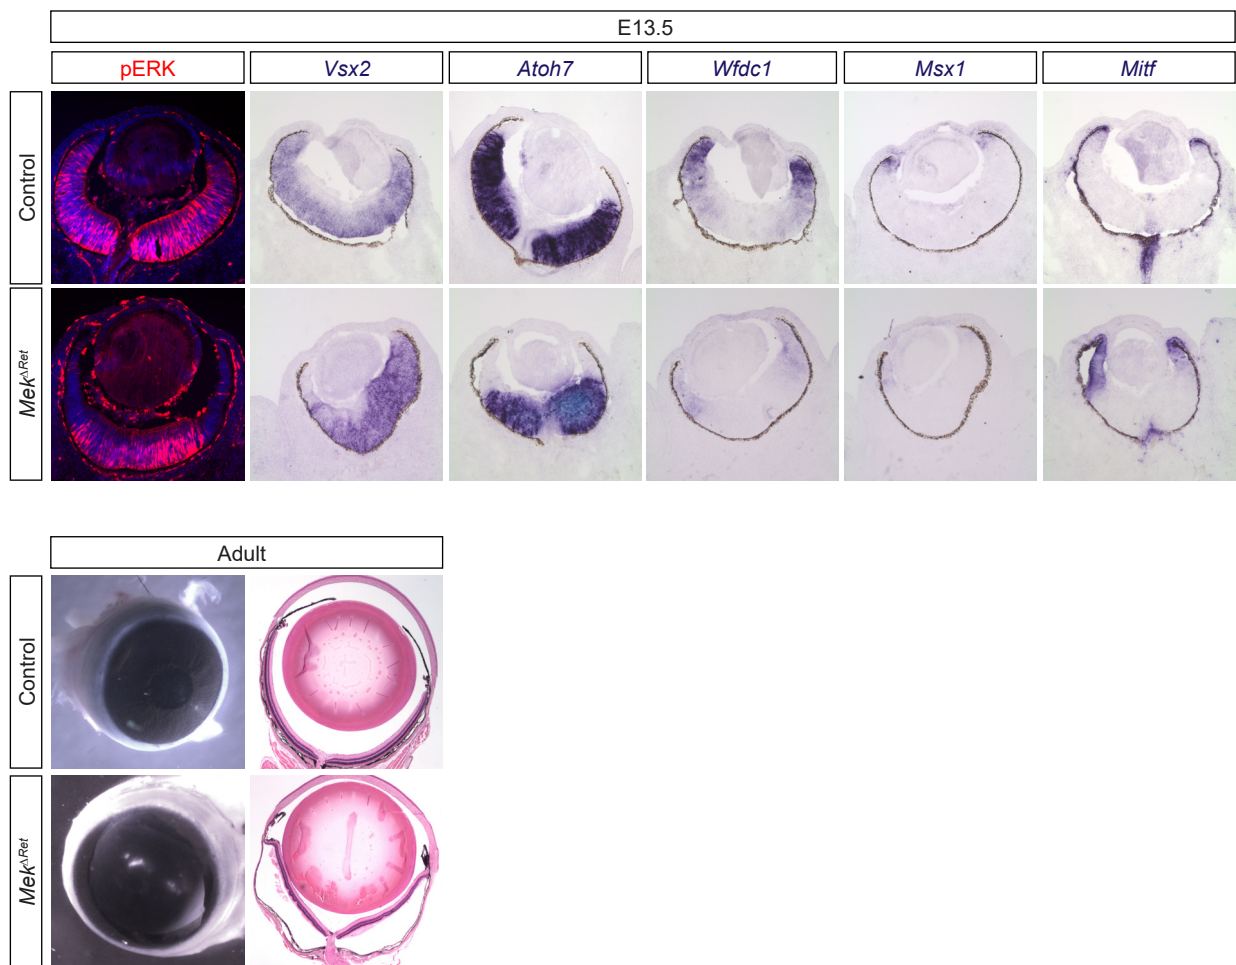 E13.5
pERK Vsx2 Atoh7 Wfdc1 Msx1 Mitf
Control
MekΔRet
Adult
Control
MekΔRet